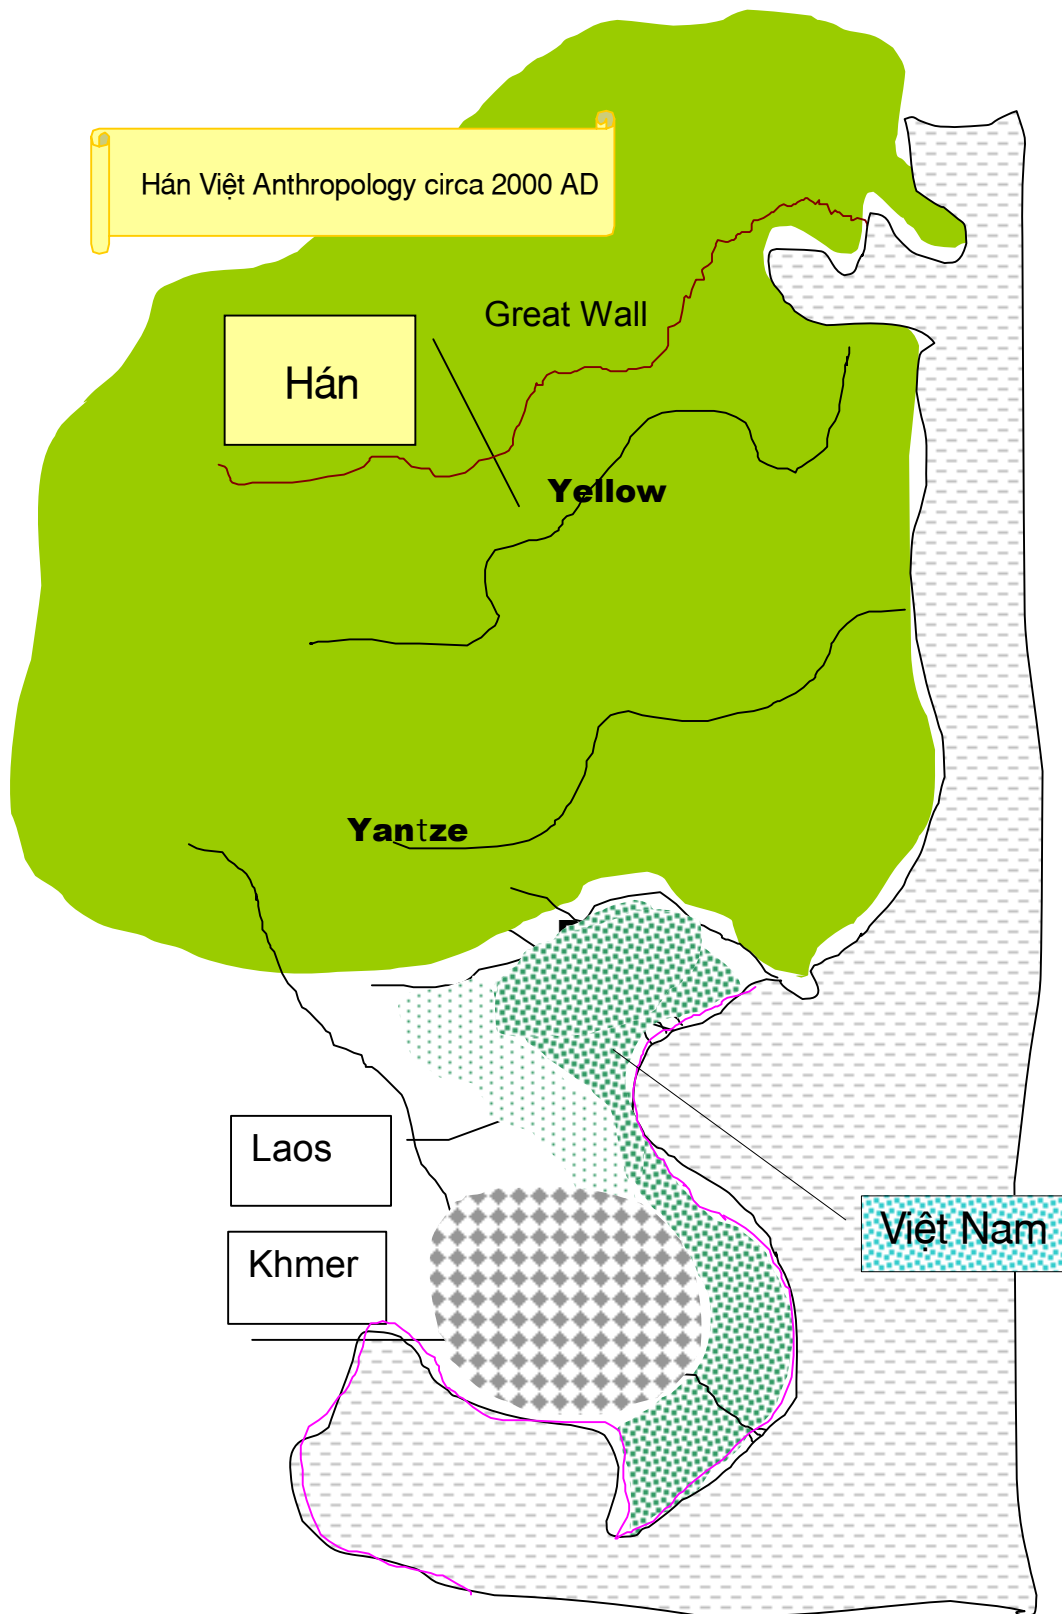 Hán Việt Anthropology circa 2000 AD
Great Wall
Hán
Yellow
Yantze
Laos
Việt Nam
Khmer